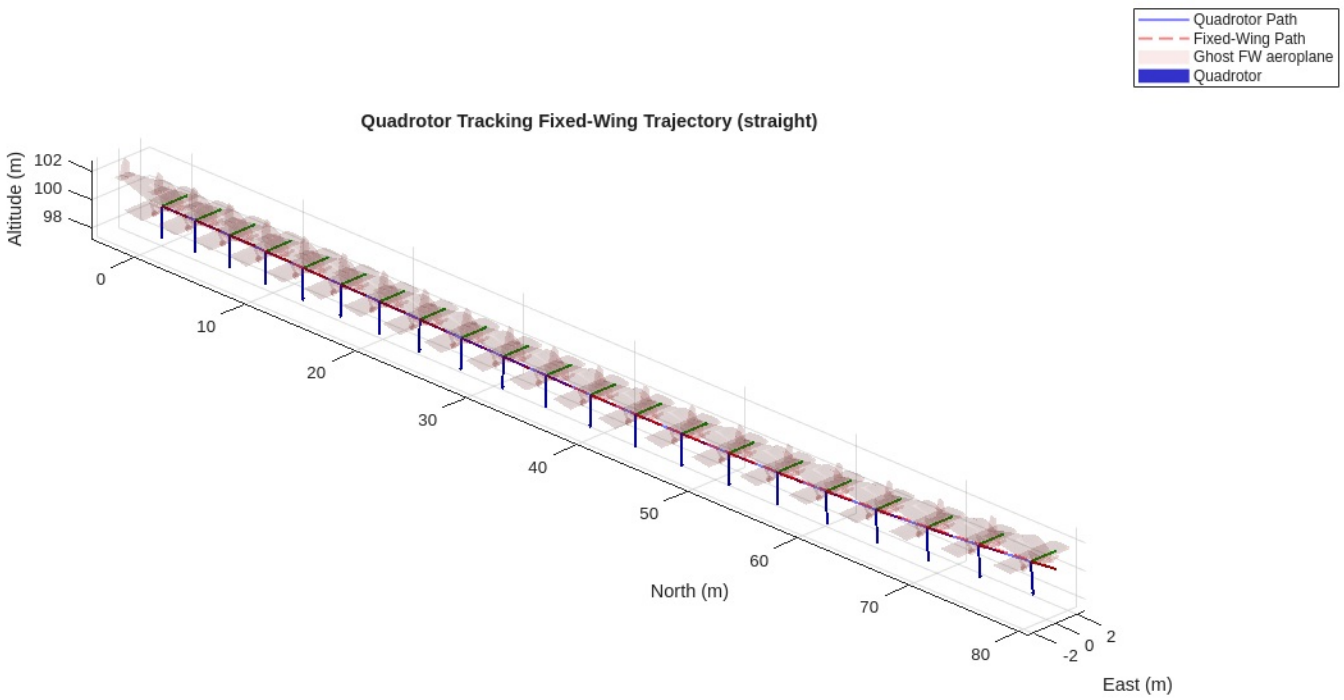 Quadrotor Path
Fixed-Wing Path
Ghost FW aeroplane
Quadrotor
Quadrotor Tracking Fixed-Wing Trajectory (straight)
Altitude (m)
102
100
98
0
10
20
30
40
50
60
70
80
North (m)
-2
0
2
East (m)